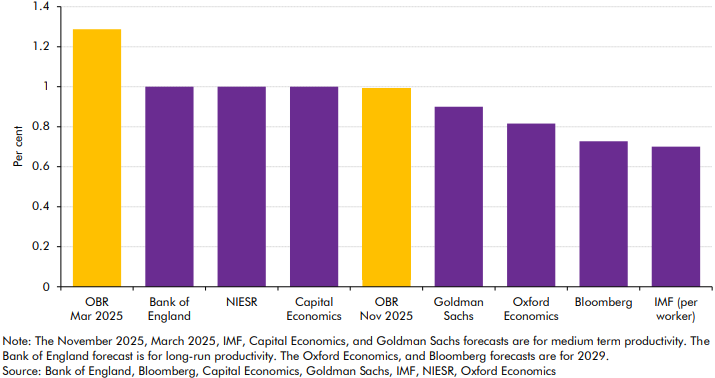 1.4
1.2
1
0.8
0.6
0.4
0.2
0
Per cent
OBR
Mar 2025
Bank of
England
NIESR
Capital
Economics
OBR
Nov 2025
Goldman
Sachs
Oxford
Economics
Bloomberg
IMF (per
worker)
Note: The November 2025, March 2025, IMF, Capital Economics, and Goldman Sachs forecasts are for medium term productivity. The
Bank of England forecast is for long-run productivity. The Oxford Economics, and Bloomberg forecasts are for 2029.
Source: Bank of England, Bloomberg, Capital Economics, Goldman Sachs, IMF, NIESR, Oxford Economics